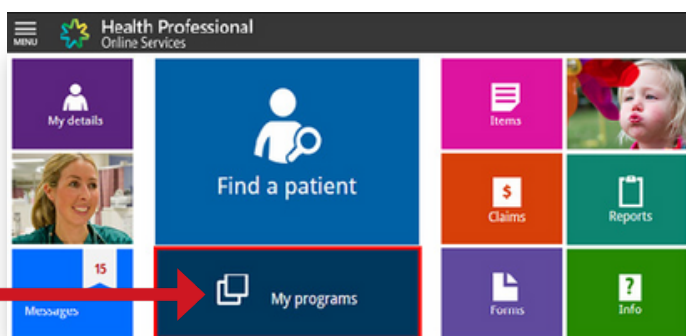 MENU
Health Professional
Online Services
My details
Find a patient
Items
$
Claims
Reports
15
Messages
My programs
Forms
?
Info